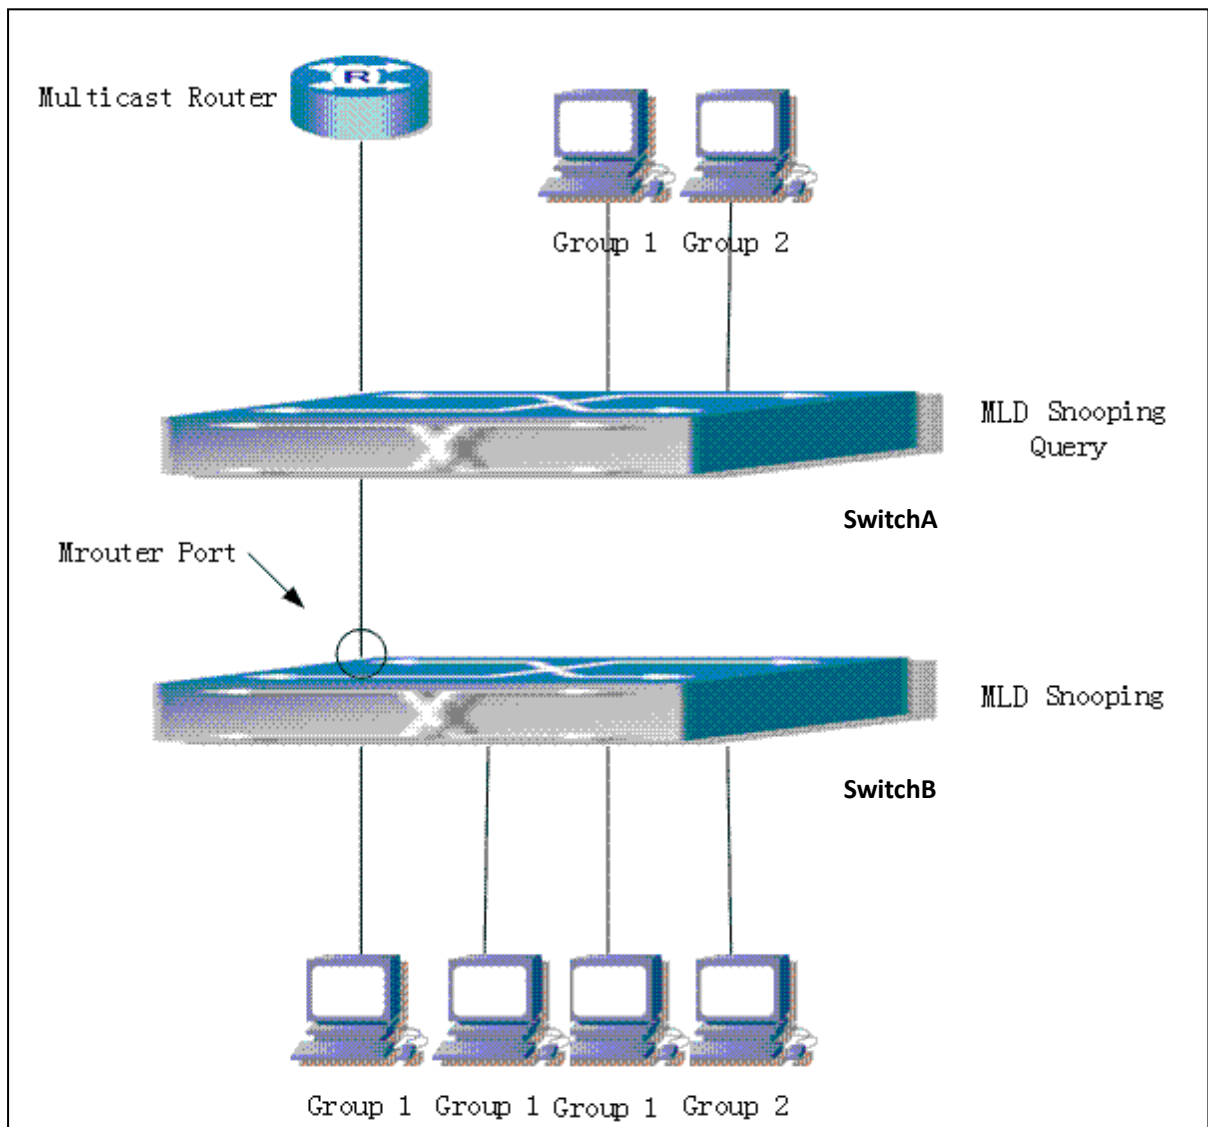 R
Multicast Router
Group 1 Group 2
MLD Snooping
Query
SwitchA
Mrouter Port
MLD Snooping
SwitchB
Group 1 Group 1 Group 1 Group 2